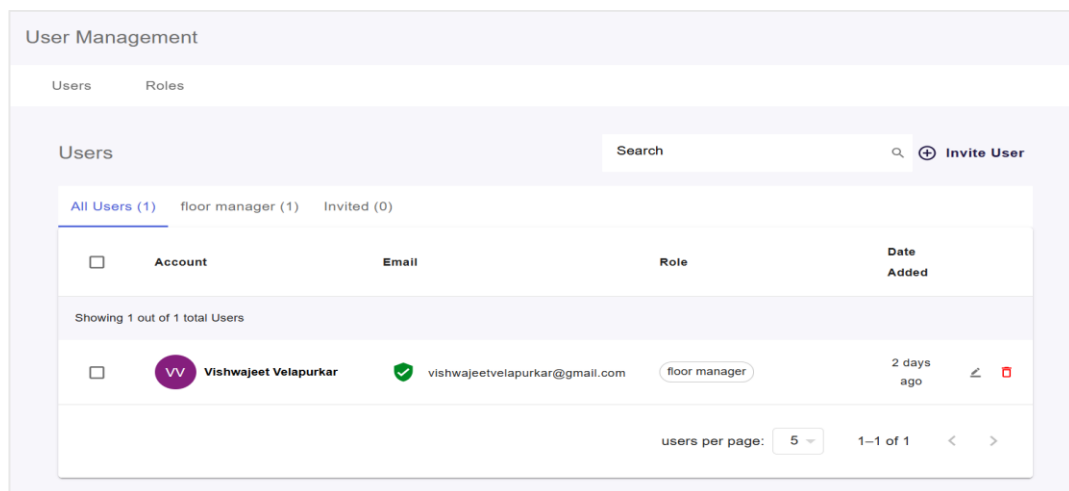 User Management
Users Roles
Users Search Invite User
All Users (1) floor manager (1) Invited (0)
Account Email Role Date Added
Showing 1 out of 1 total Users
VV Vishwajeet Velapurkar vishwajeetvelapurkar@gmail.com floor manager 2 days ago
users per page: 5 1–1 of 1